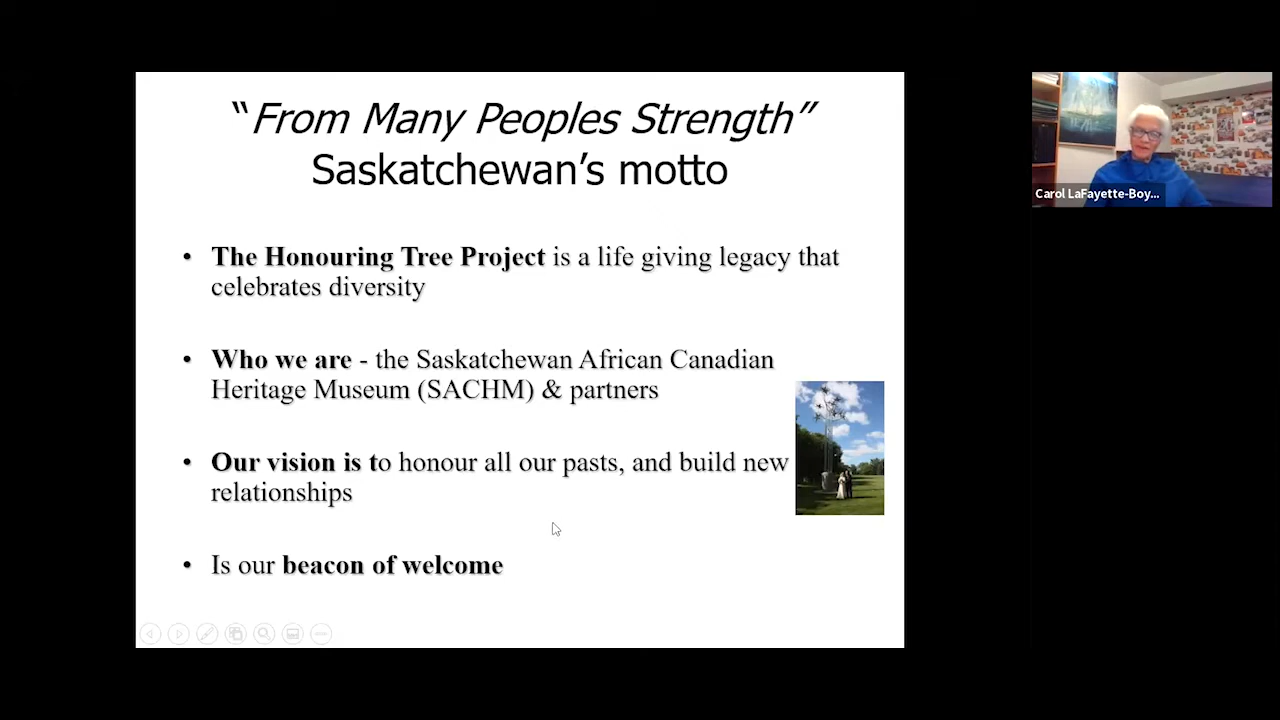 “From Many Peoples Strength”
Saskatchewan’s motto
• The Honouring Tree Project is a life giving legacy that
celebrates diversity
• Who we are - the Saskatchewan African Canadian
Heritage Museum (SACHM) & partners
• Our vision is to honour all our pasts, and build new
relationships
• Is our beacon of welcome
Carol LaFayette-Boy...